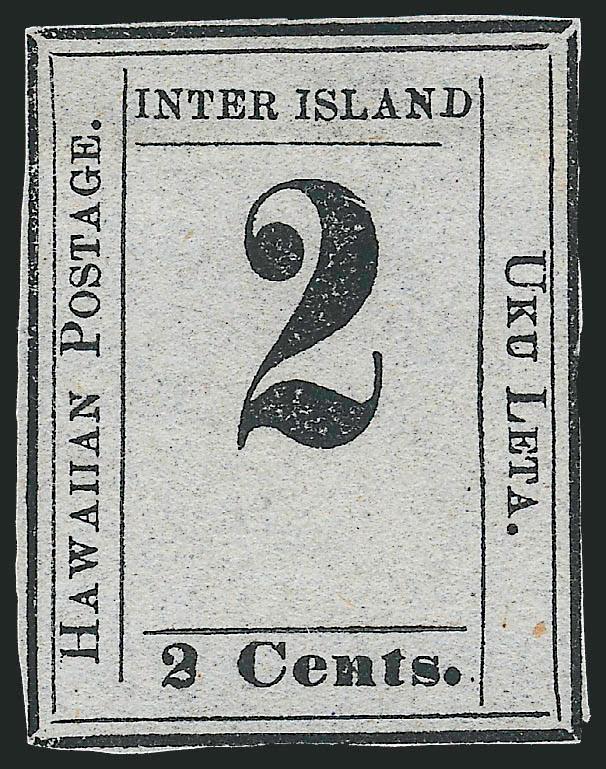 INTER ISLAND
HAWAIIAN POSTAGE.
2
UKU LETA.
2 Cents.